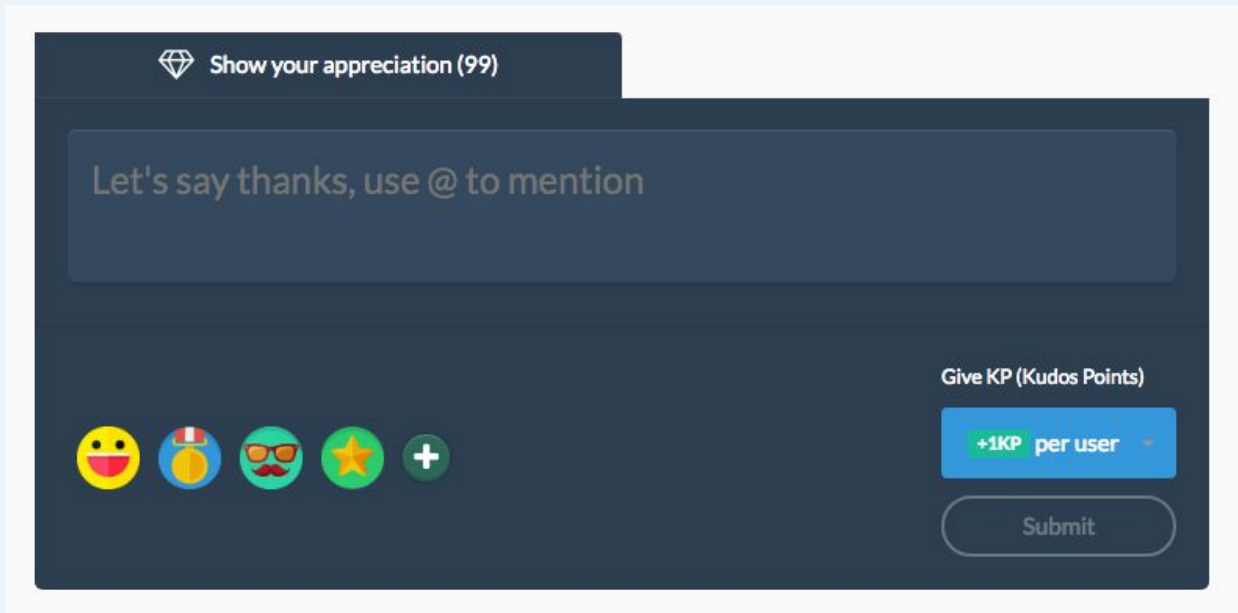 Show your appreciation (99)
Let's say thanks, use @ to mention
Give KP (Kudos Points)
+1KP per user
Submit